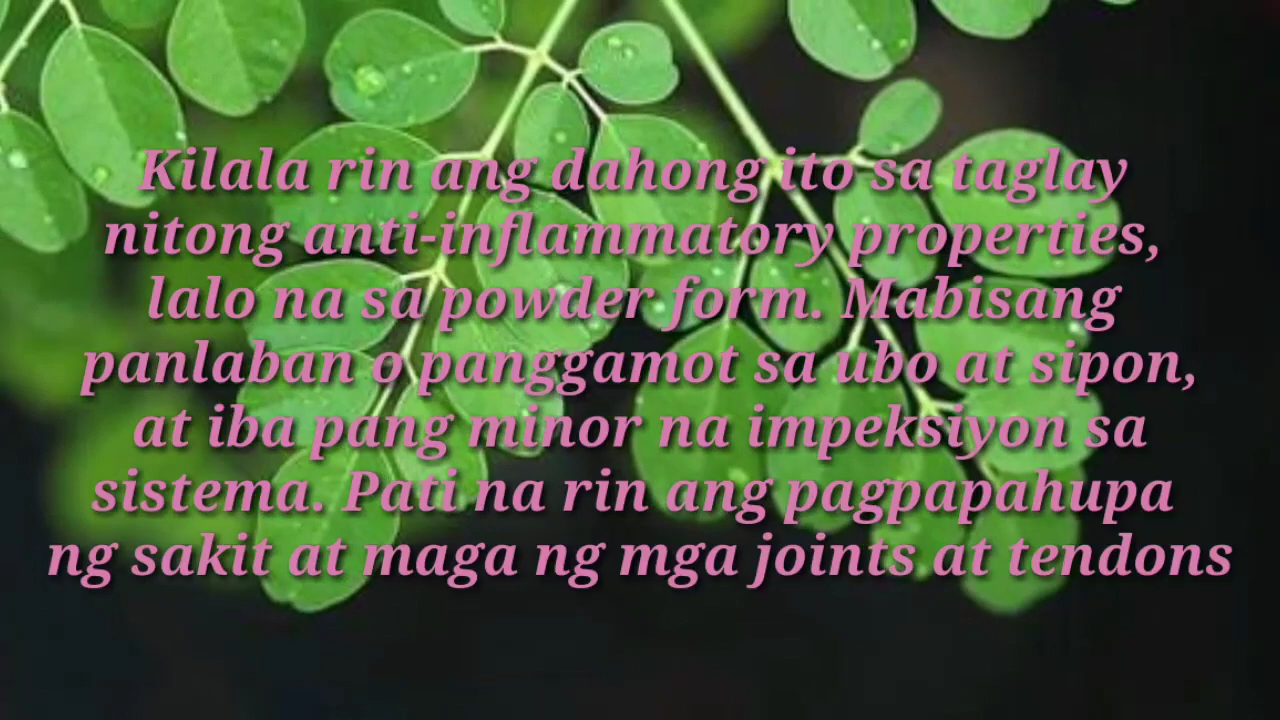 Kilala rin ang dahong ito sa taglay
nitong anti-inflammatory properties,
lalo na sa powder form. Mabisang
panlaban o panggamot sa ubo at sipon,
at iba pang minor na impeksiyon sa
sistema. Pati na rin ang pagpapahupa
ng sakit at maga ng mga joints at tendons